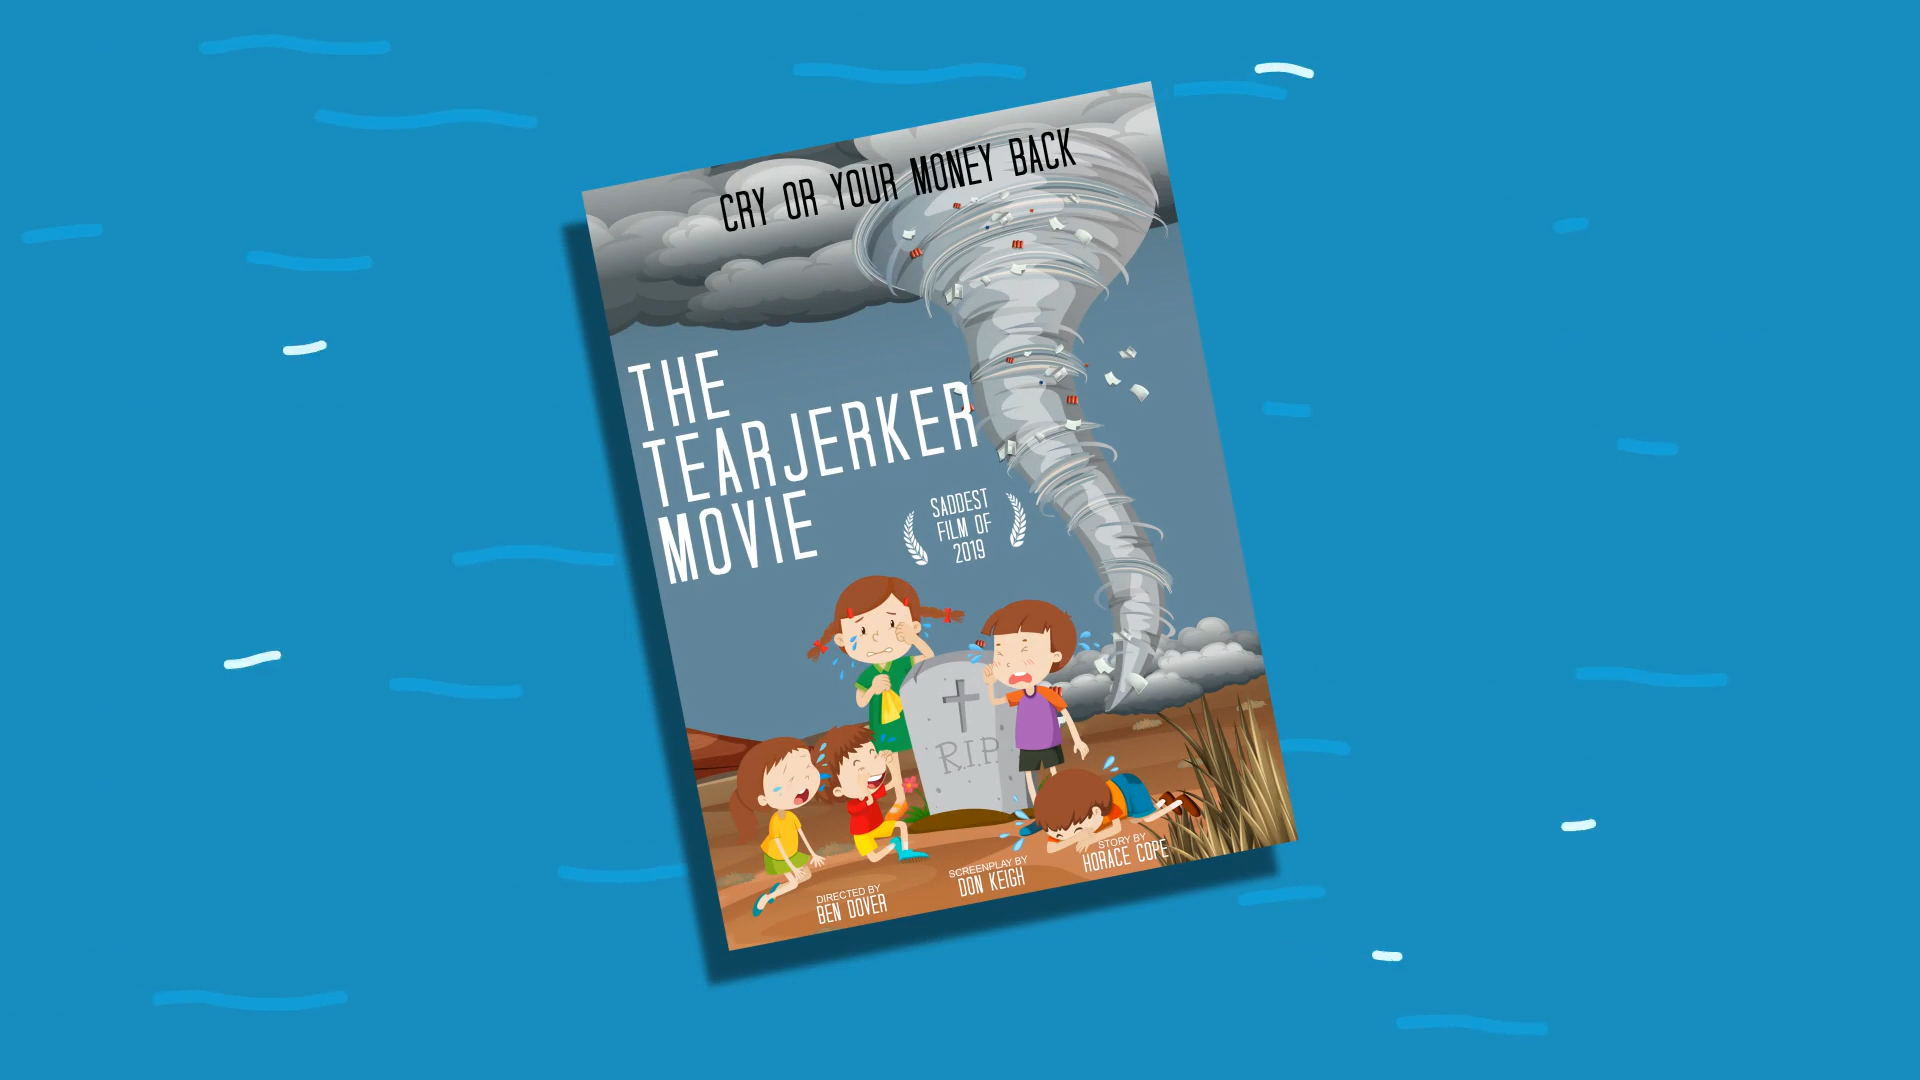 CRY OR YOUR MONEY BACK
THE
TEARJERKER
MOVIE
SADDEST
FILM OF
2019
R.I.P.
DIRECTED BY
BEN DOVER
SCREENPLAY BY
DON KEIGH
STORY BY
HORACE COPE